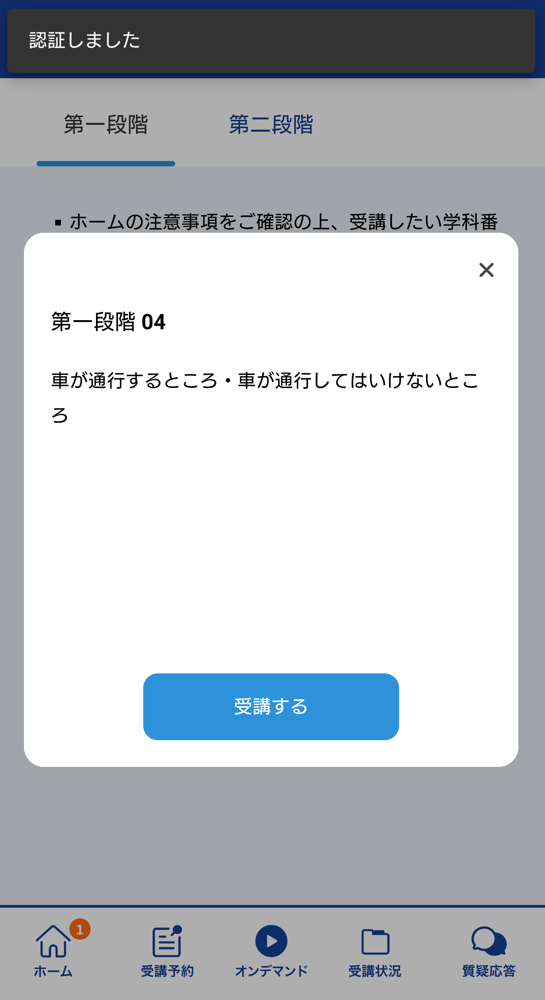 認証しました
第一段階
第二段階
▪ ホームの注意事項をご確認の上、受講したい学科番
第一段階 04
車が通行するところ・車が通行してはいけないとこ
ろ
受講する
1
ホーム
受講予約
オンデマンド
受講状況
質疑応答